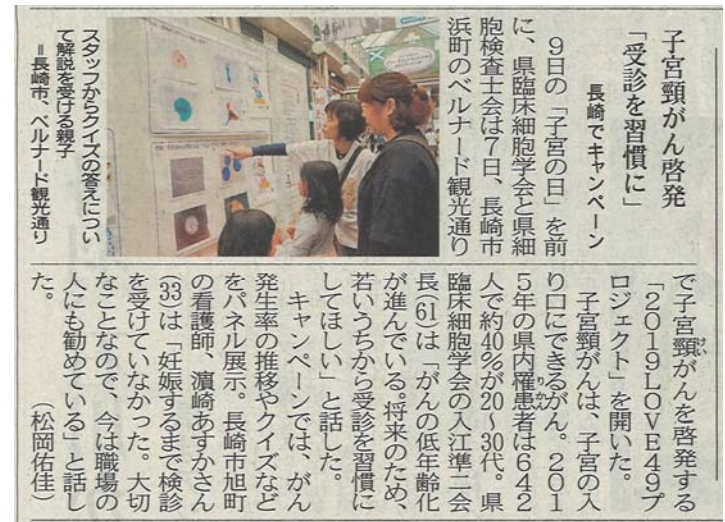 子宮頸がん啓発
「受診を習慣に」
長崎でキャンペーン
９日の「子宮の日」を前
に、県臨床細胞学会と県細
胞検査士会は７日、長崎市
浜町のベルナード観光通り
で子宮頸がんを啓発する
「２０１９ＬＯＶＥ４９プ
ロジェクト」を開いた。
子宮頸がんは、子宮の入
り口にできるがん。２０１
５年の県内罹患者は６４２
人で約40％が20～30代。県
臨床細胞学会の入江準二会
長(61)は「がんの低年齢化
が進んでいる。将来のため、
若いうちから受診を習慣に
してほしい」と話した。
キャンペーンでは、がん
発生率の推移やクイズなど
をパネル展示。長崎市旭町
の看護師、濵崎あすかさん
(33)は「妊娠するまで検診
を受けていなかった。大切
なことなので、今は職場の
人にも勧めている」と話し
た。
（松岡佑佳）
スタッフからクイズの答えについ
て解説を受ける親子
＝長崎市、ベルナード観光通り